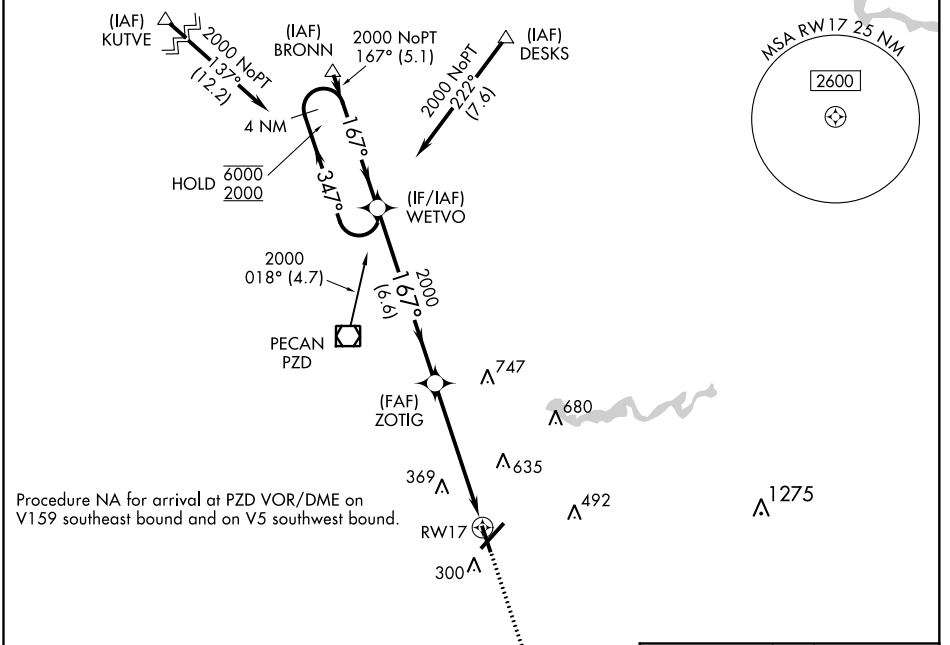 (IAF)
KUTVE
2000 NoPT
137°
(12.2)
(IAF)
BRONN
2000 NoPT
167° (5.1)
(IAF)
DESKS
2000 NoPT
222°
(7.6)
MSA RW17 25 NM
2600
4 NM
167°
347°
HOLD
6000
2000
(IF/IAF)
WETVO
2000
018° (4.7)
2000
167°
(6.6)
PECAN
PZD
(FAF)
ZOTIG
747
680
635
369
492
1275
Procedure NA for arrival at PZD VOR/DME on
V159 southeast bound and on V5 southwest bound.
RW17
300